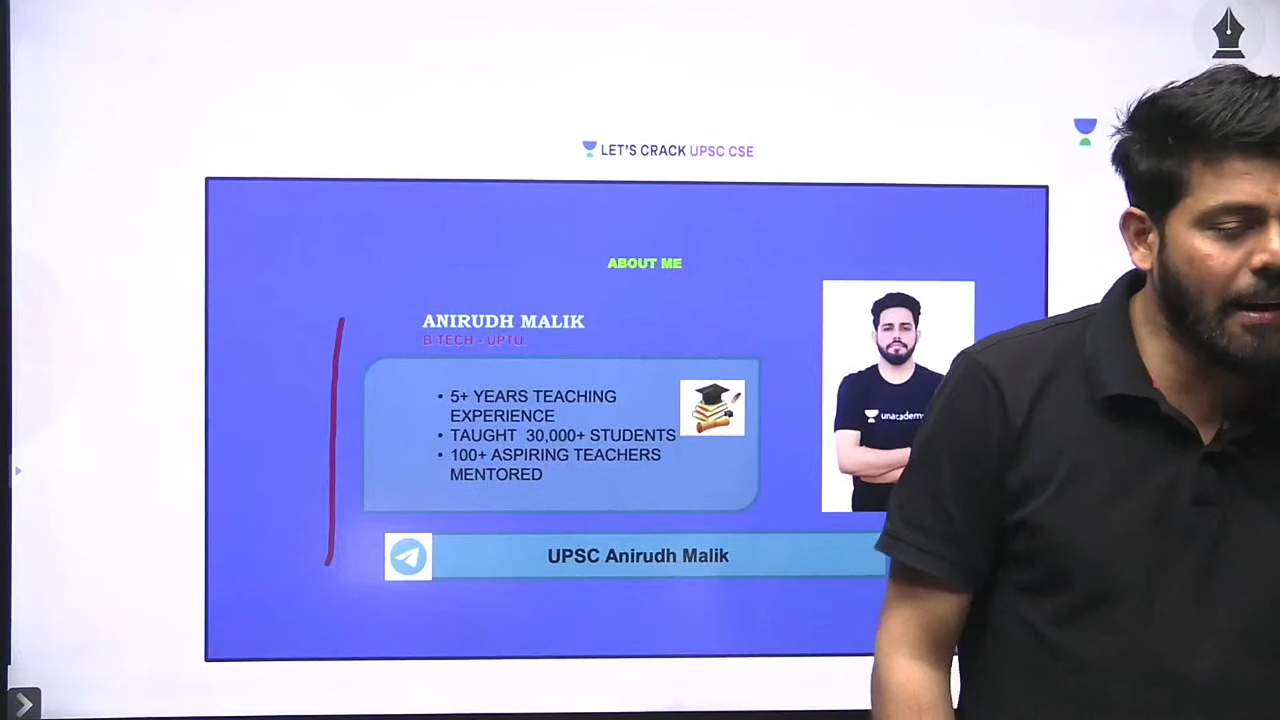 LET'S CRACK UPSC CSE
ABOUT ME
ANIRUDH MALIK
B TECH - UPTU.
• 5+ YEARS TEACHING
EXPERIENCE
• TAUGHT 30,000+ STUDENTS
• 100+ ASPIRING TEACHERS
MENTORED
unacadem
UPSC Anirudh Malik